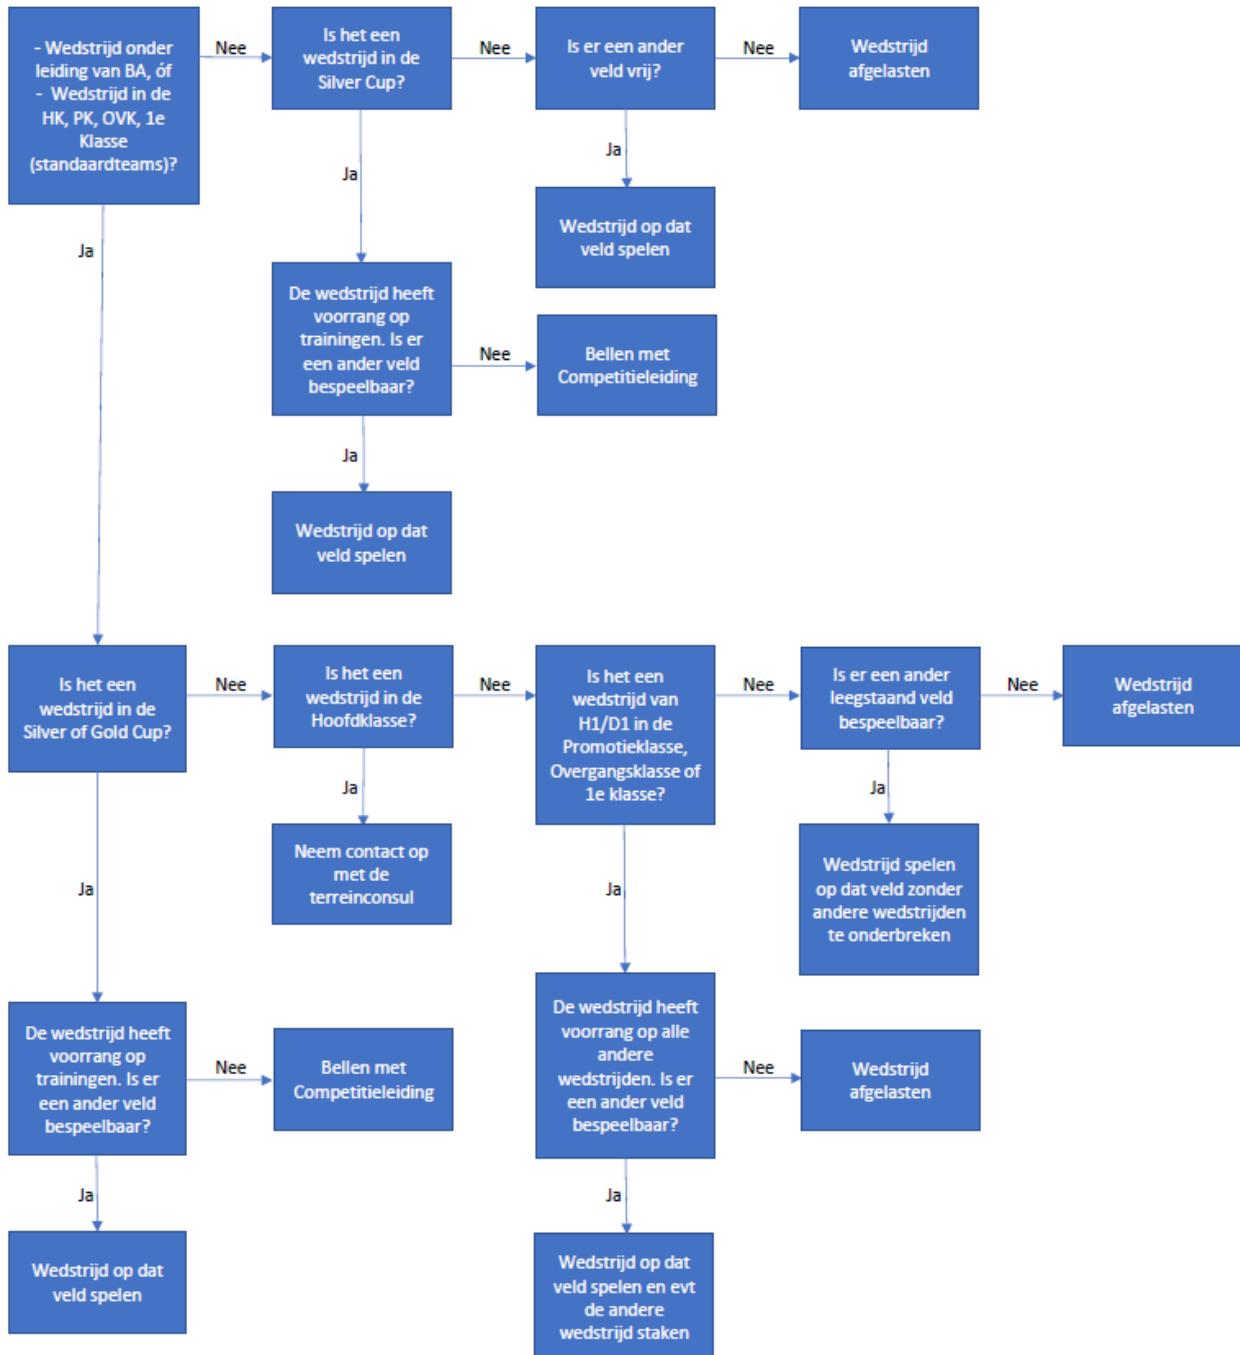 - Wedstrijd onder
leiding van BA, óf
- Wedstrijd in de
HK, PK, OVK, 1e
Klasse
(standaardteams)?
Nee
Is het een
wedstrijd in de
Silver Cup?
Nee
Is er een ander
veld vrij?
Nee
Wedstrijd
afgelasten
Ja
Ja
Wedstrijd op dat
veld spelen
Ja
De wedstrijd heeft
voorrang op
trainingen. Is er
een ander veld
bespeelbaar?
Nee
Bellen met
Competitieleiding
Ja
Wedstrijd op dat
veld spelen
Is het een
wedstrijd in de
Silver of Gold Cup?
Nee
Is het een
wedstrijd in de
Hoofdklasse?
Nee
Is het een
wedstrijd van
H1/D1 in de
Promotieklasse,
Overgangsklasse of
1e klasse?
Nee
Is er een ander
leegstaand veld
bespeelbaar?
Nee
Wedstrijd
afgelasten
Ja
Neem contact op
met de
terreinconsul
Ja
Wedstrijd spelen
op dat veld zonder
andere wedstrijden
te onderbreken
Ja
Ja
De wedstrijd heeft
voorrang op
trainingen. Is er
een ander veld
bespeelbaar?
Nee
Bellen met
Competitieleiding
De wedstrijd heeft
voorrang op alle
andere
wedstrijden. Is er
een ander veld
bespeelbaar?
Nee
Wedstrijd
afgelasten
Ja
Wedstrijd op dat
veld spelen
Ja
Wedstrijd op dat
veld spelen en evt
de andere
wedstrijd staken